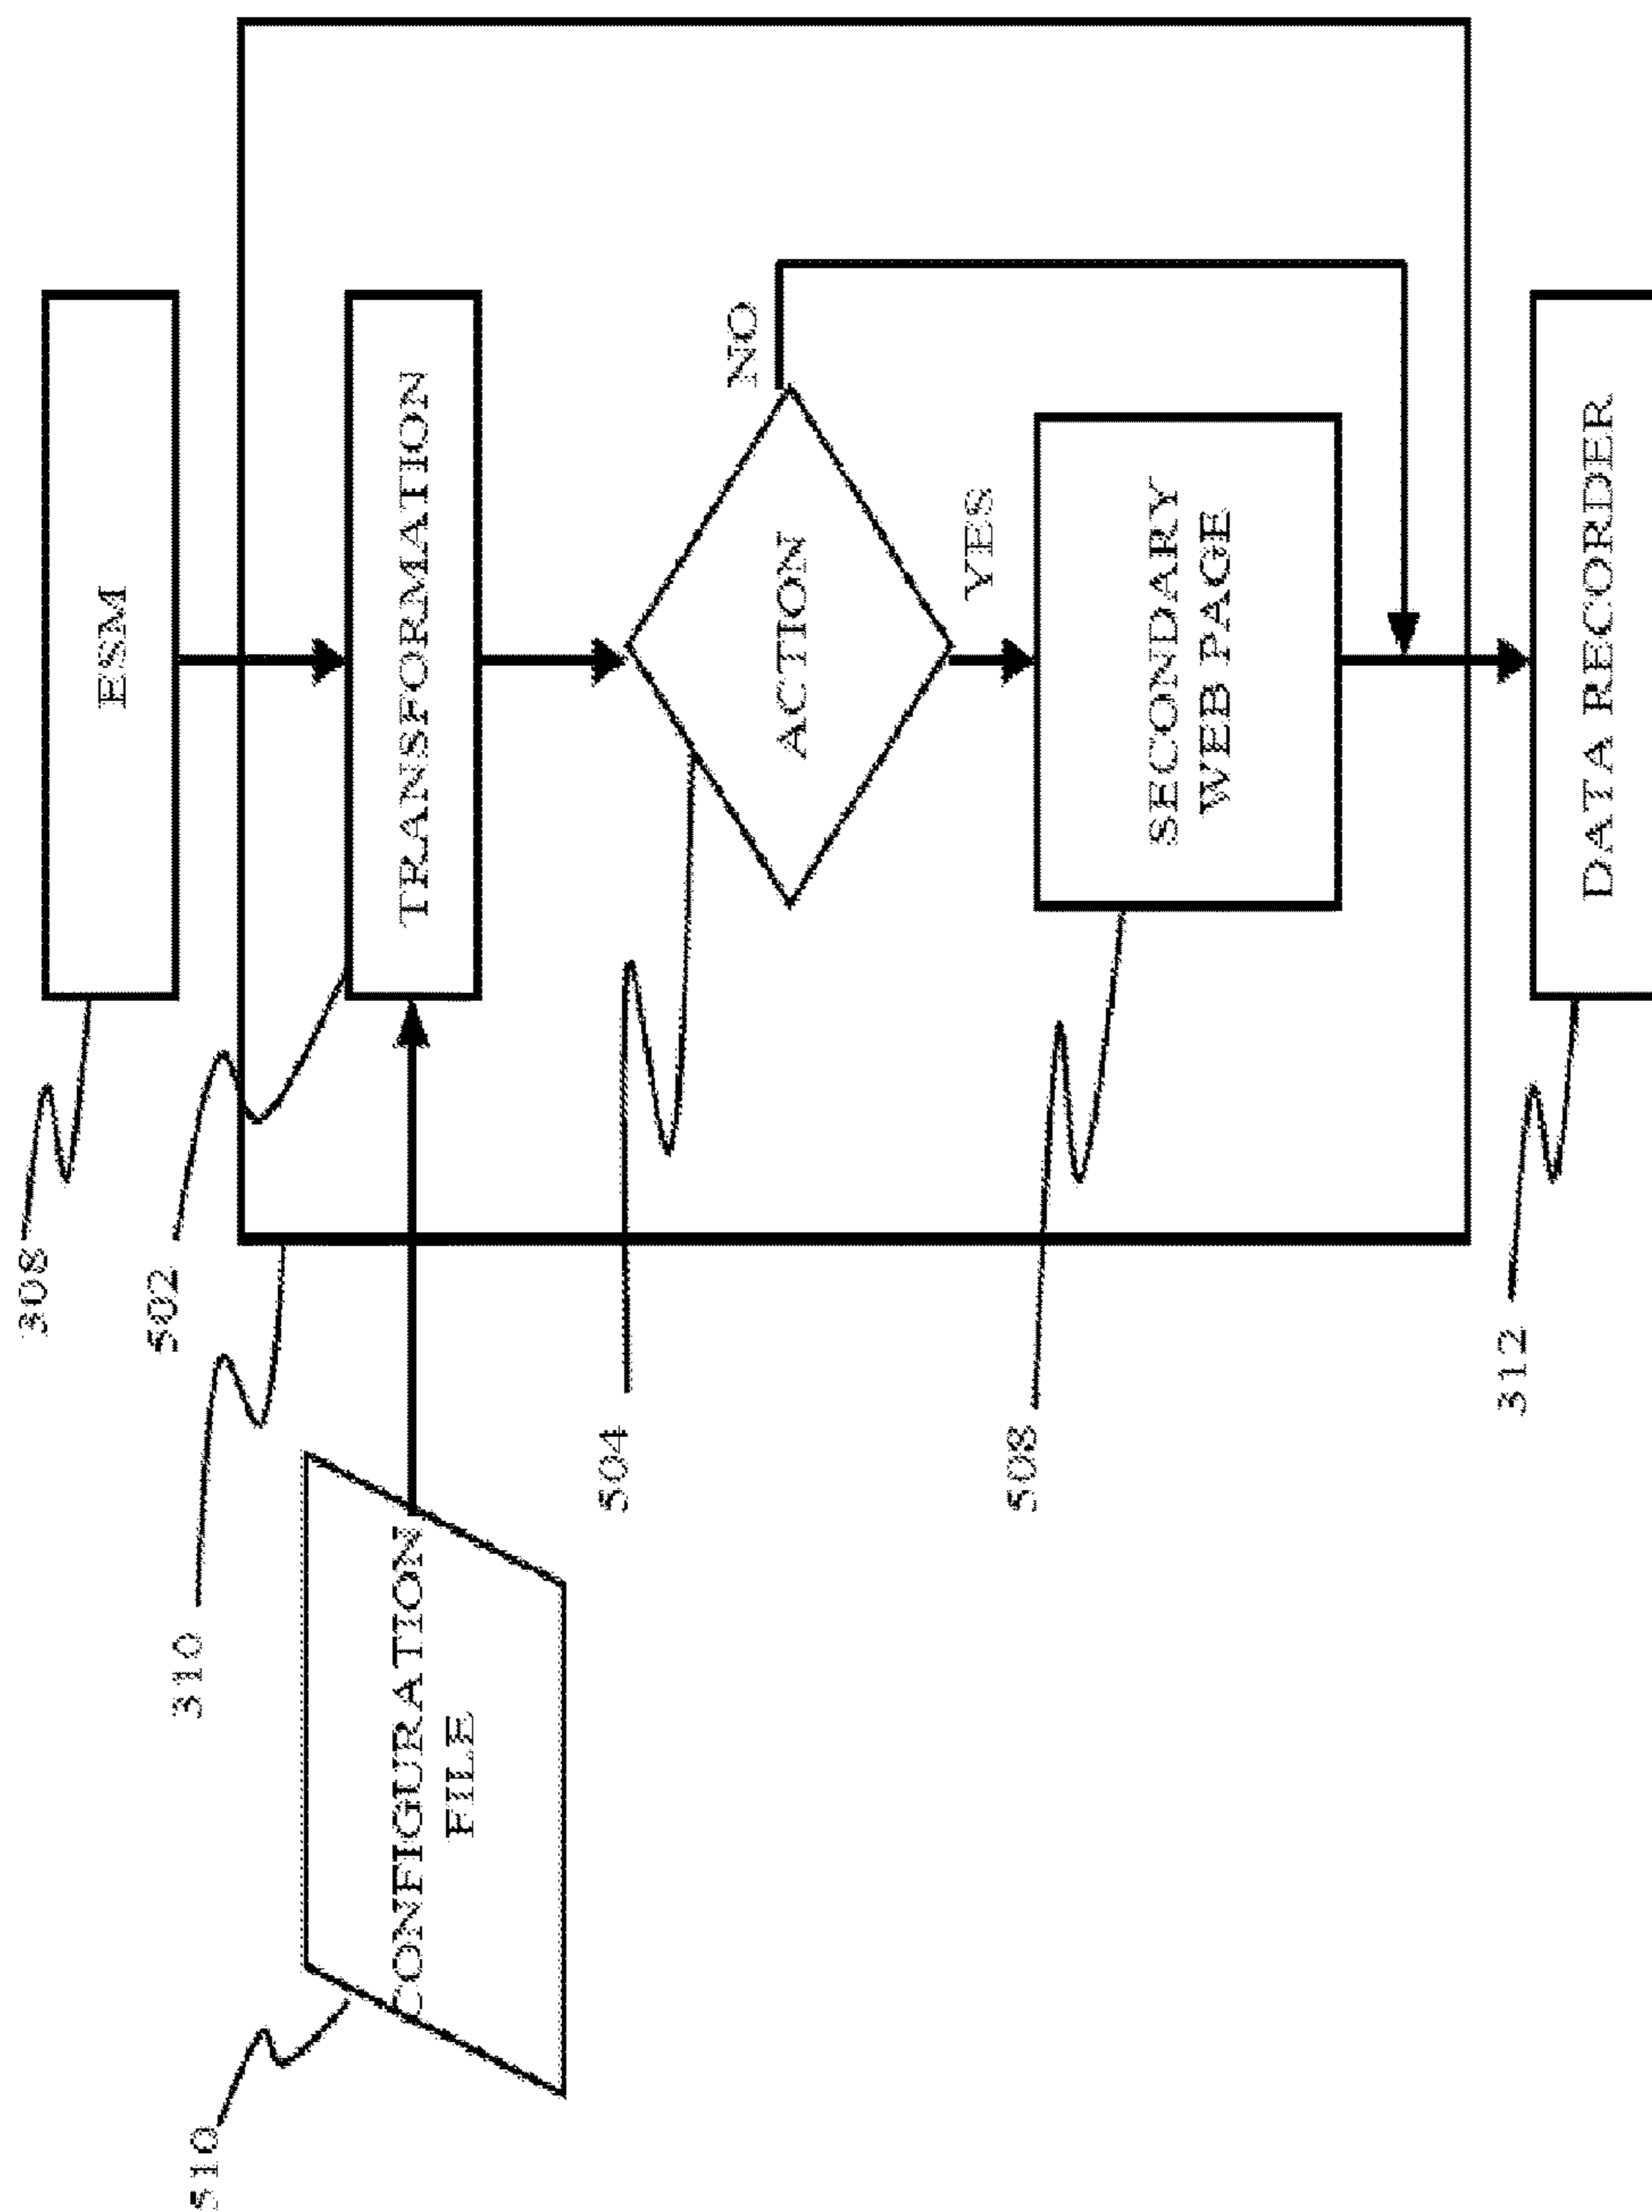 308
ESM
502
310
TRANSFORMATION
510
CONFIGURATION
FILE
504
ACTION
NO
YES
508
SECONDARY
WEB PAGE
312
DATA RECORDER